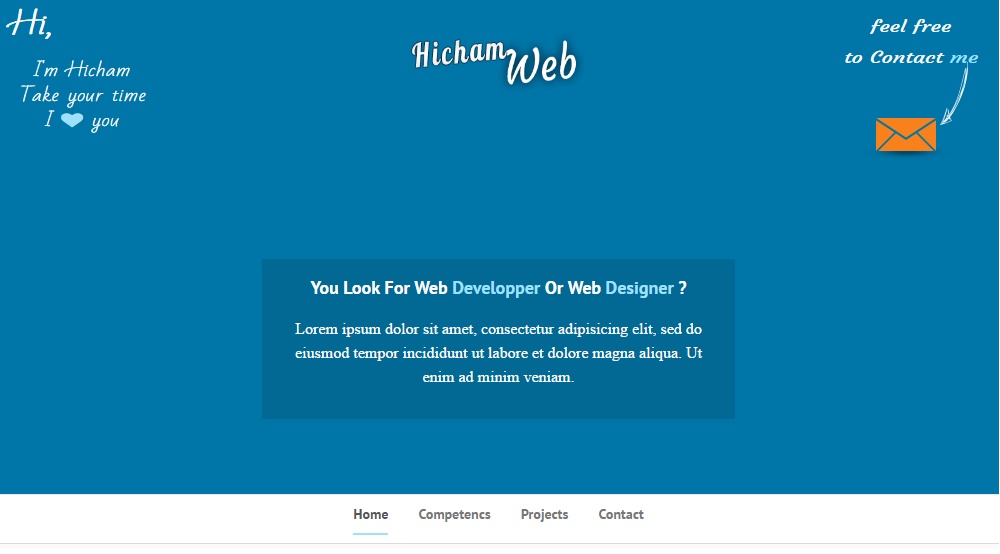 Hi,
I'm Hicham
Take your time
I you
Hicham Web
feel free
to Contact me
You Look For Web Developper Or Web Designer ?
Lorem ipsum dolor sit amet, consectetur adipisicing elit, sed do
eiusmod tempor incididunt ut labore et dolore magna aliqua. Ut
enim ad minim veniam.
Home Competencs Projects Contact